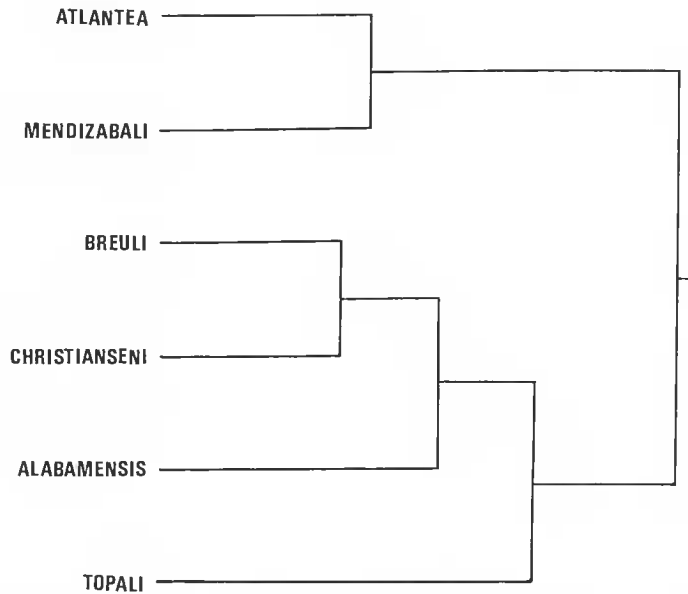 ATLANTEA
MENDIZABALI
BREULI
CHRISTIANSENI
ALABAMENSIS
TOPALI